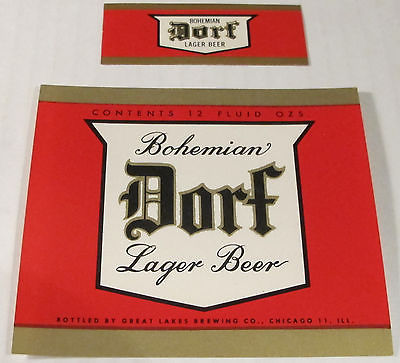 BOHEMIAN
Dorf
LAGER BEER
CONTENTS 12 FLUID OZS
Bohemian
Dorf
Lager Beer
BOTTLED BY GREAT LAKES BREWING CO., CHICAGO 11, ILL.